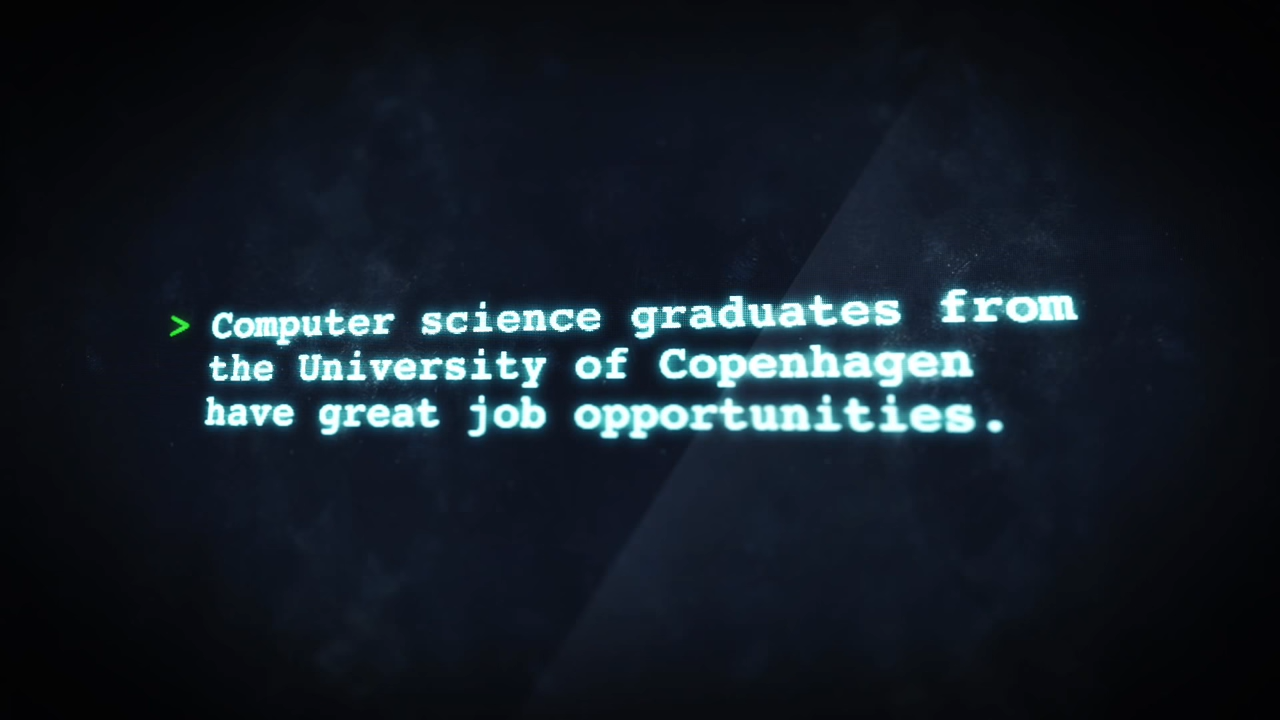 > Computer science graduates from
the University of Copenhagen
have great job opportunities.